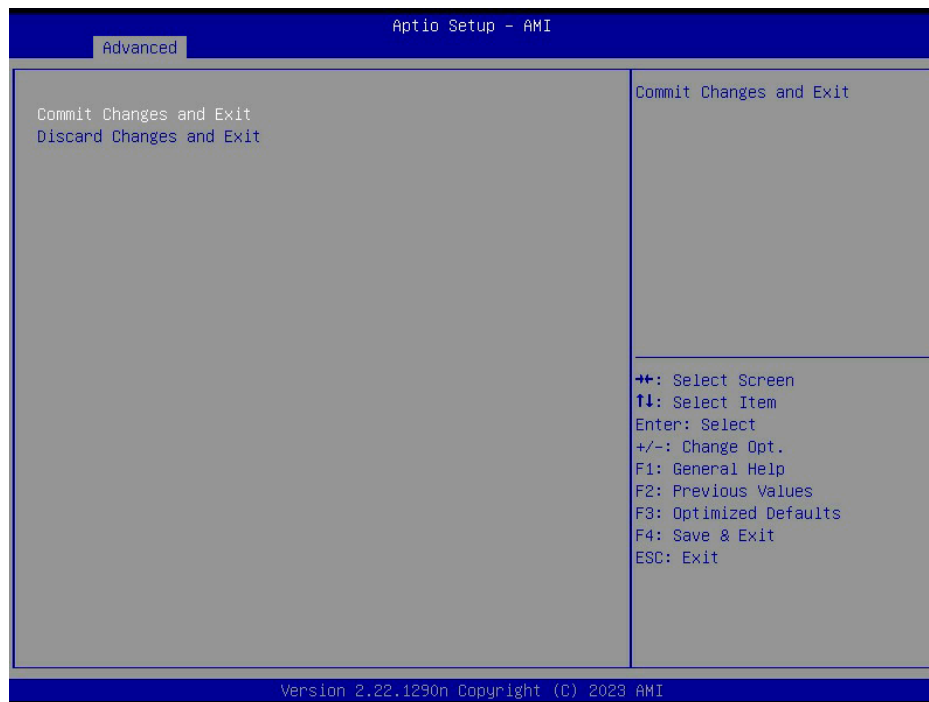 Aptio Setup – AMI
Advanced
Commit Changes and Exit
Discard Changes and Exit
Commit Changes and Exit
→←: Select Screen
↑↓: Select Item
Enter: Select
+/-: Change Opt.
F1: General Help
F2: Previous Values
F3: Optimized Defaults
F4: Save & Exit
ESC: Exit
Version 2.22.1290n Copyright (C) 2023 AMI